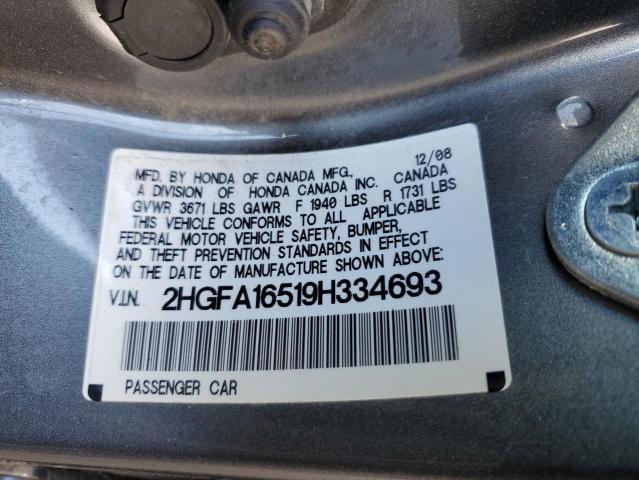 MFD. BY HONDA OF CANADA MFG., 12/08
A DIVISION OF HONDA CANADA INC. CANADA
GVWR 3671 LBS GAWR F 1940 LBS R 1731 LBS
THIS VEHICLE CONFORMS TO ALL APPLICABLE
FEDERAL MOTOR VEHICLE SAFETY, BUMPER,
AND THEFT PREVENTION STANDARDS IN EFFECT
ON THE DATE OF MANUFACTURE SHOWN ABOVE:
V.I.N. 2HGFA16519H334693
PASSENGER CAR